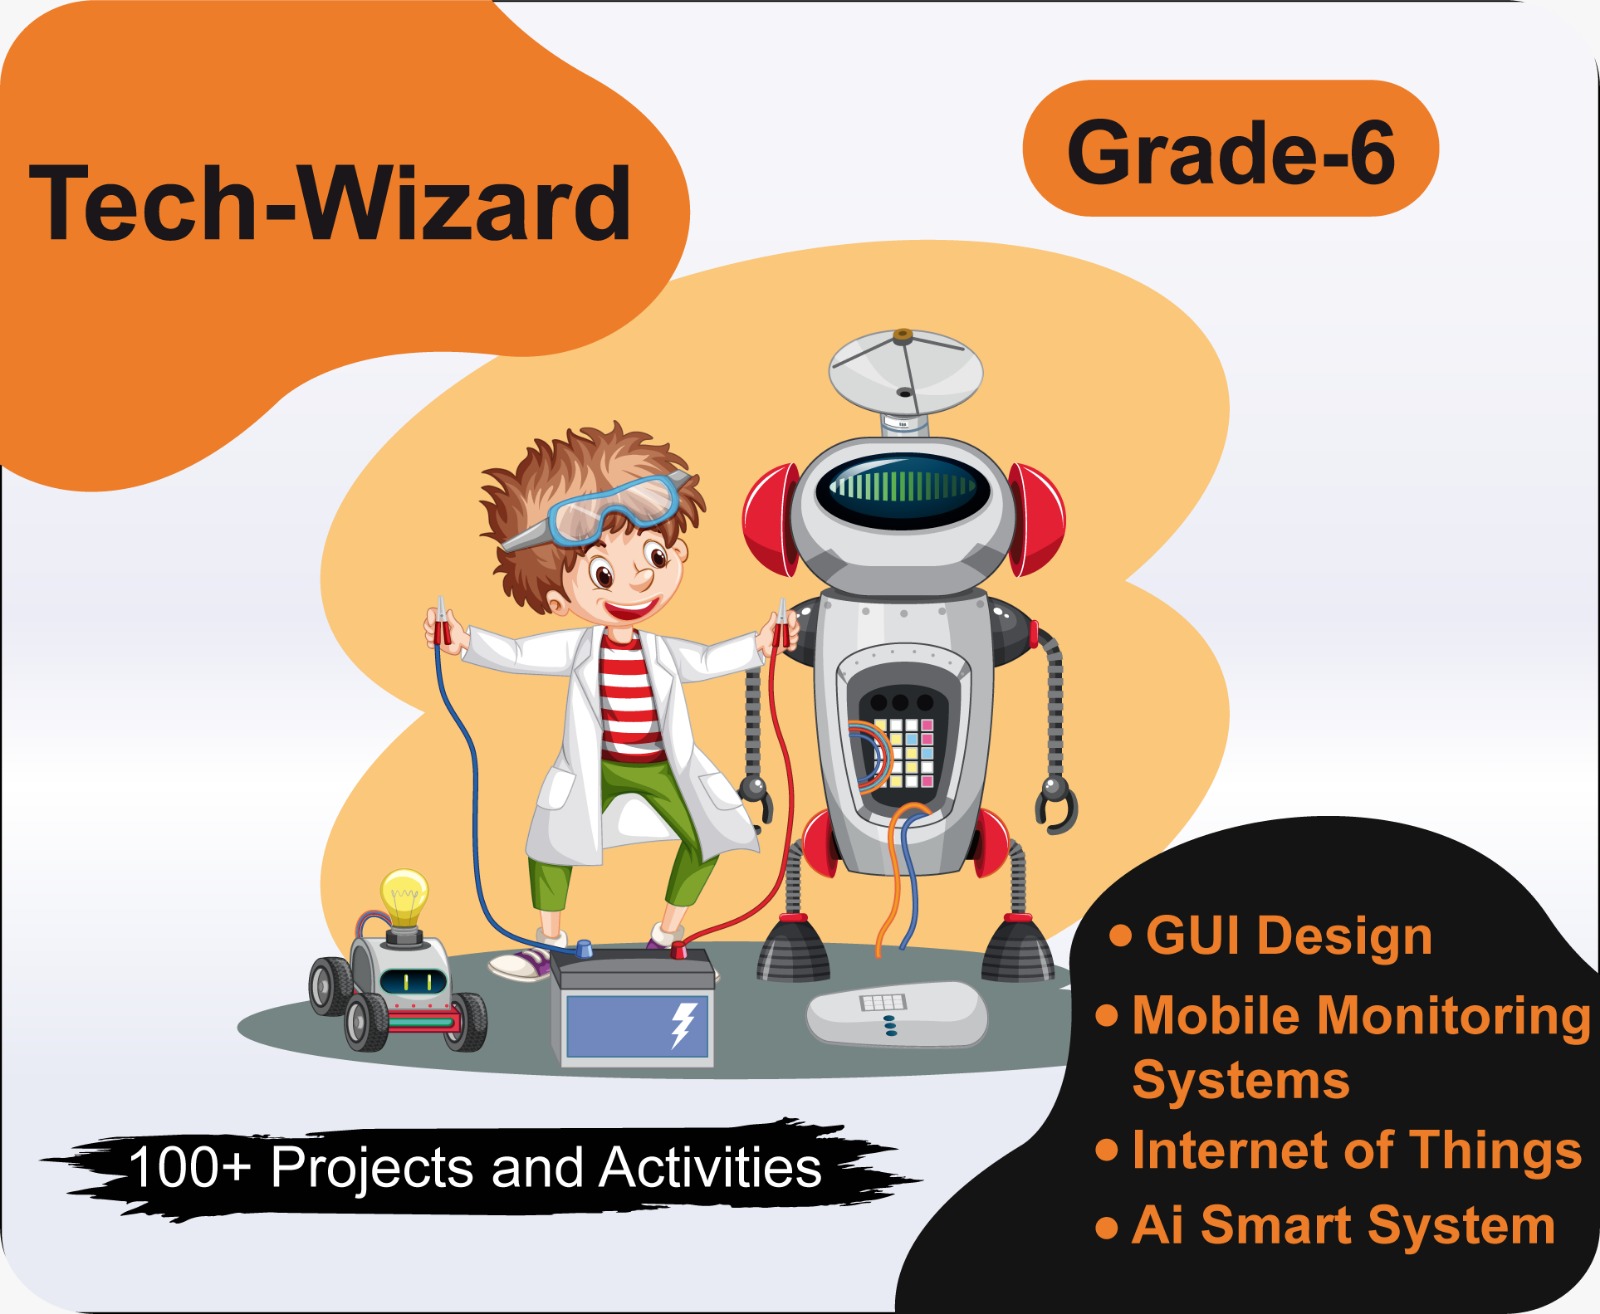 Tech-Wizard
Grade-6
• GUI Design
• Mobile Monitoring
Systems
• Internet of Things
• Ai Smart System
100+ Projects and Activities